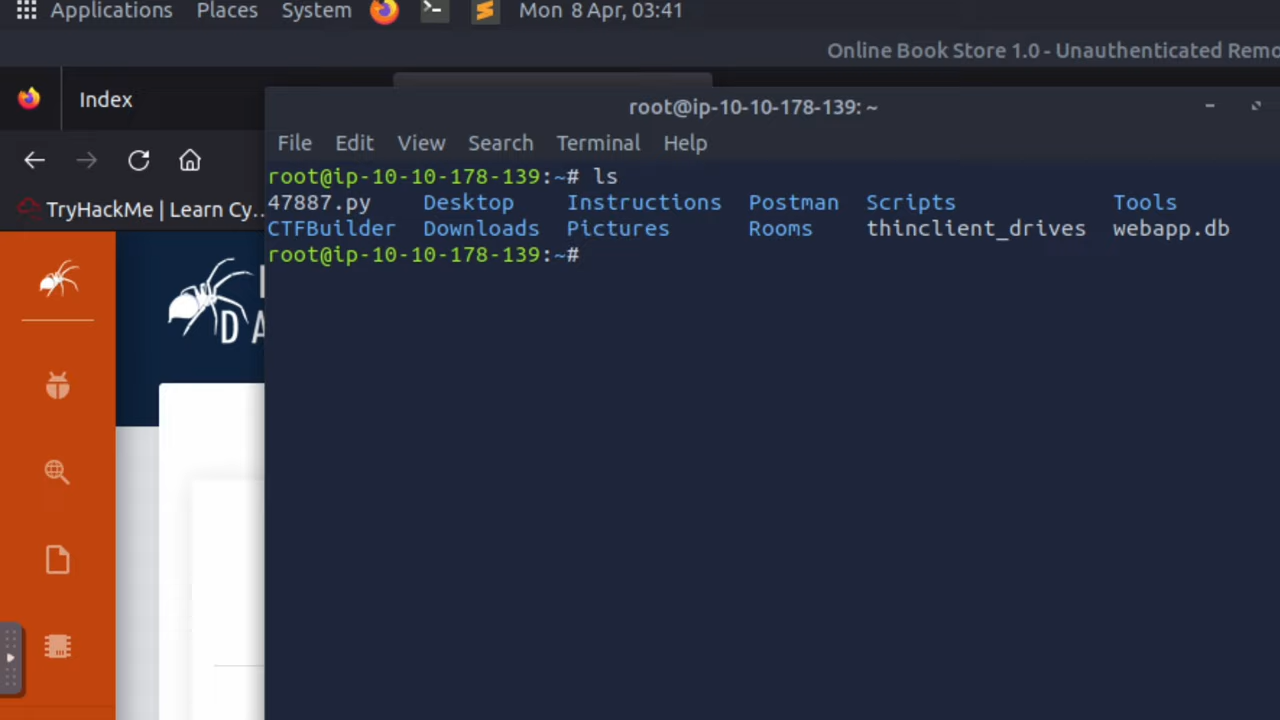 Applications Places System Mon 8 Apr, 03:41
Online Book Store 1.0 - Unauthenticated Remo
Index
root@ip-10-10-178-139: ~
File Edit View Search Terminal Help
TryHackMe | Learn Cy...
root@ip-10-10-178-139:~# ls
47887.py Desktop Instructions Postman Scripts Tools
CTFBuilder Downloads Pictures Rooms thinclient_drives webapp.db
root@ip-10-10-178-139:~#
D A